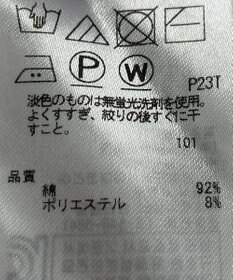 P
W
P23T
淡色のものは無蛍光洗剤を使用。
よくすすぎ、絞りの後すぐに干
すこと。
101
品質
綿 92%
ポリエステル 8%